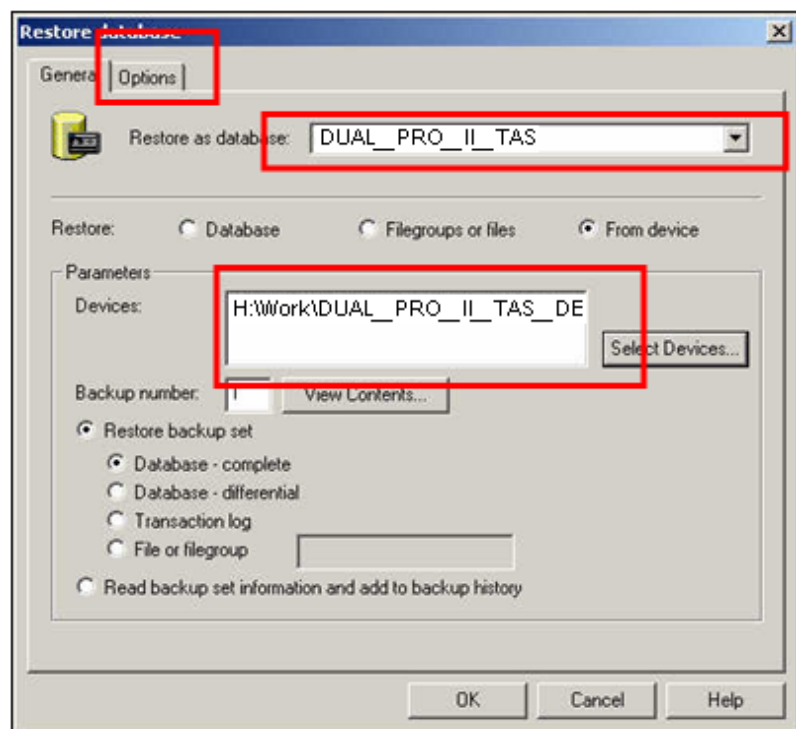 Restore database
General Options
Restore as database: DUAL__PRO__II__TAS
Restore: Database Filegroups or files From device
Parameters
Devices: H:\Work\DUAL__PRO__II__TAS__DE
Select Devices...
Backup number: 1 View Contents...
Restore backup set
Database - complete
Database - differential
Transaction log
File or filegroup
Read backup set information and add to backup history
OK Cancel Help